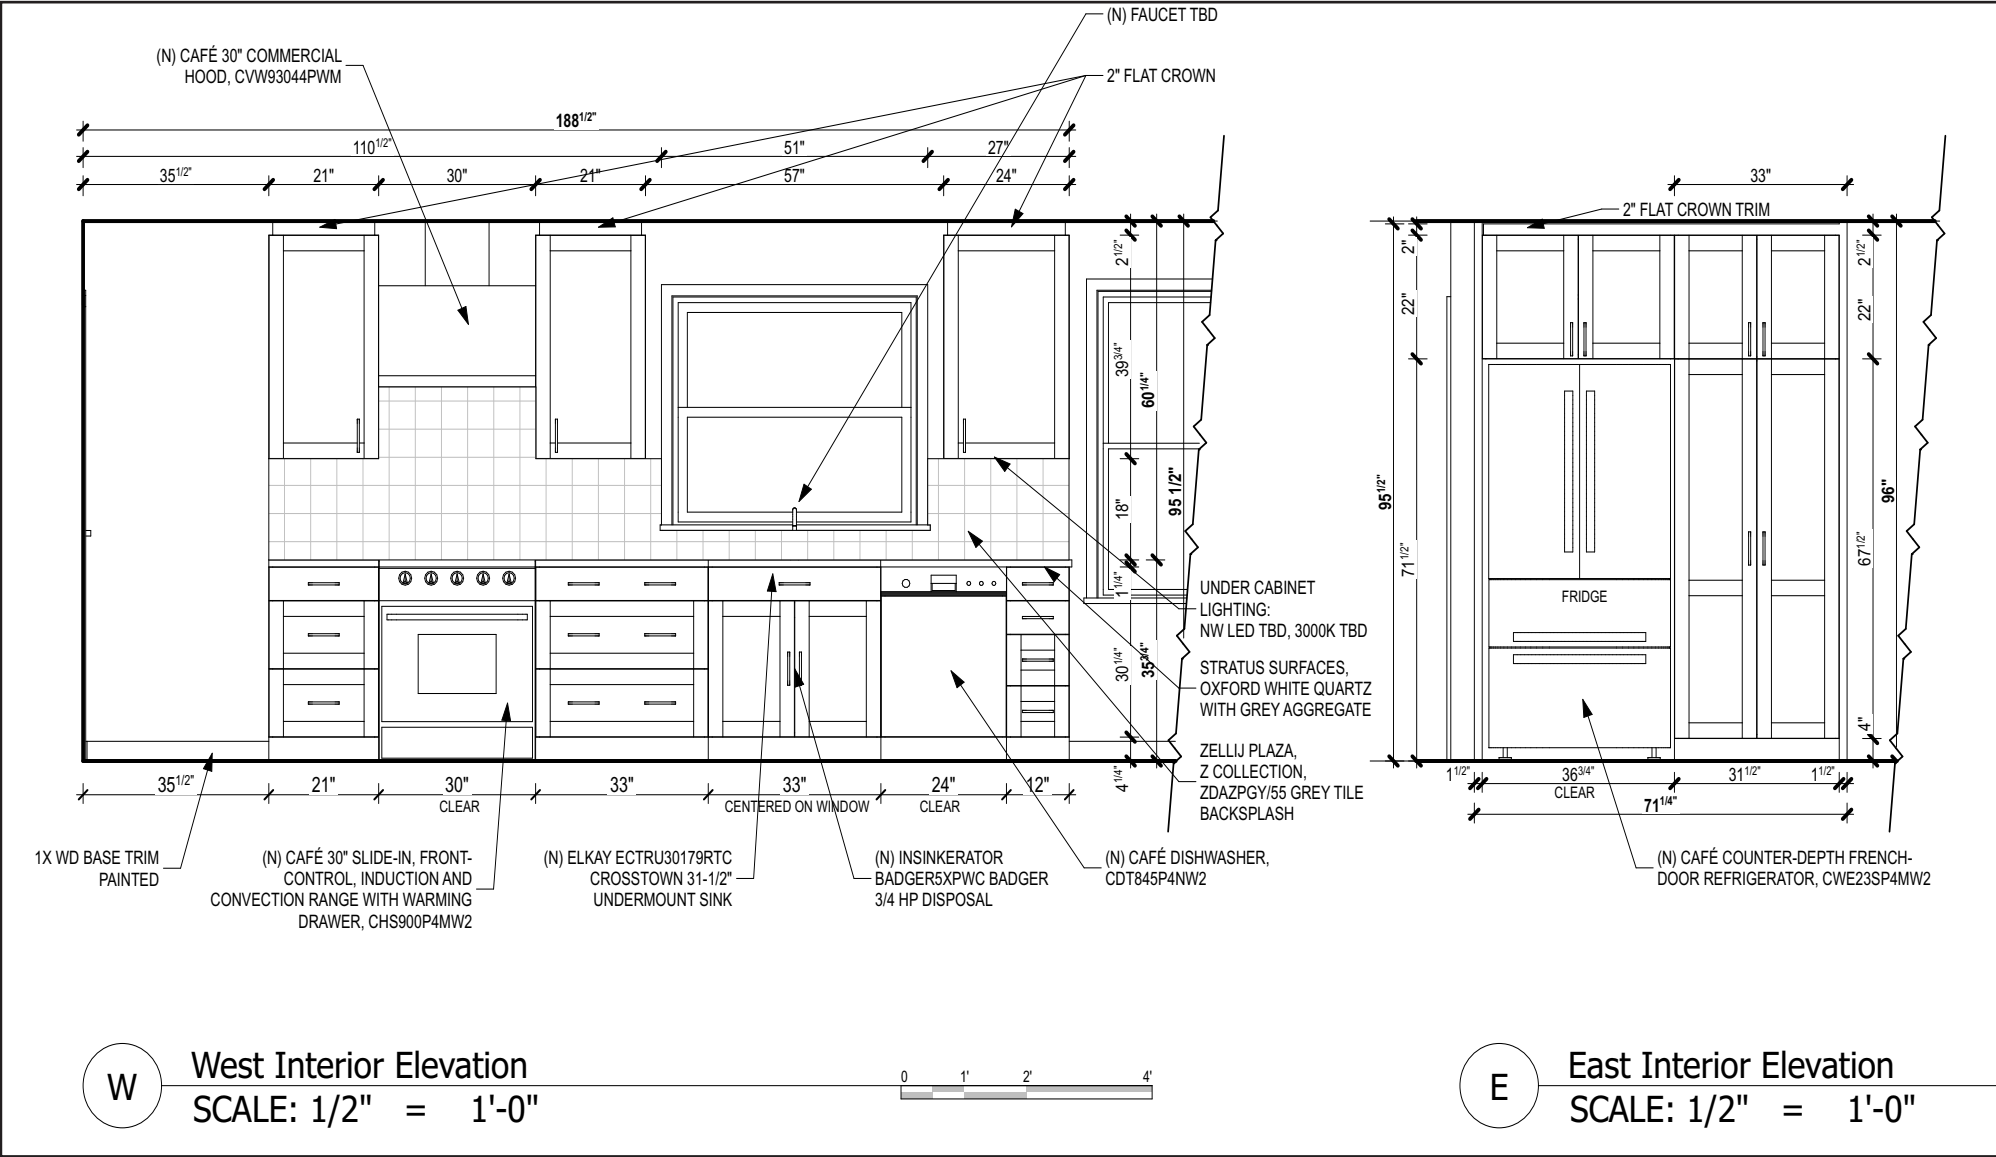 (N) FAUCET TBD
(N) CAFÉ 30" COMMERCIAL
HOOD, CVW93044PWM
2" FLAT CROWN
188 1/2"
110 1/2"
51"
27"
35 1/2"
21"
30"
21"
57"
24"
2 1/2"
39 3/4"
60 1/4"
18"
95 1/2"
1 1/4"
30 1/4"
35 3/4"
4 1/4"
UNDER CABINET
LIGHTING:
NW LED TBD, 3000K TBD
STRATUS SURFACES,
OXFORD WHITE QUARTZ
WITH GREY AGGREGATE
ZELLIJ PLAZA,
Z COLLECTION,
ZDAZPGY/55 GREY TILE
BACKSPLASH
35 1/2"
21"
30"
CLEAR
33"
33"
CENTERED ON WINDOW
24"
CLEAR
12"
1X WD BASE TRIM
PAINTED
(N) CAFÉ 30" SLIDE-IN, FRONT-
CONTROL, INDUCTION AND
CONVECTION RANGE WITH WARMING
DRAWER, CHS900P4MW2
(N) ELKAY ECTRU30179RTC
CROSSTOWN 31-1/2"
UNDERMOUNT SINK
(N) INSINKERATOR
BADGER5XPWC BADGER
3/4 HP DISPOSAL
(N) CAFÉ DISHWASHER,
CDT845P4NW2
33"
2" FLAT CROWN TRIM
2"
22"
95 1/2"
71 1/2"
2 1/2"
22"
96"
67 1/2"
4"
FRIDGE
1 1/2"
36 3/4"
CLEAR
31 1/2"
1 1/2"
71 1/4"
(N) CAFÉ COUNTER-DEPTH FRENCH-
DOOR REFRIGERATOR, CWE23SP4MW2
W
West Interior Elevation
SCALE: 1/2" = 1'-0"
0 1' 2' 4'
E
East Interior Elevation
SCALE: 1/2" = 1'-0"